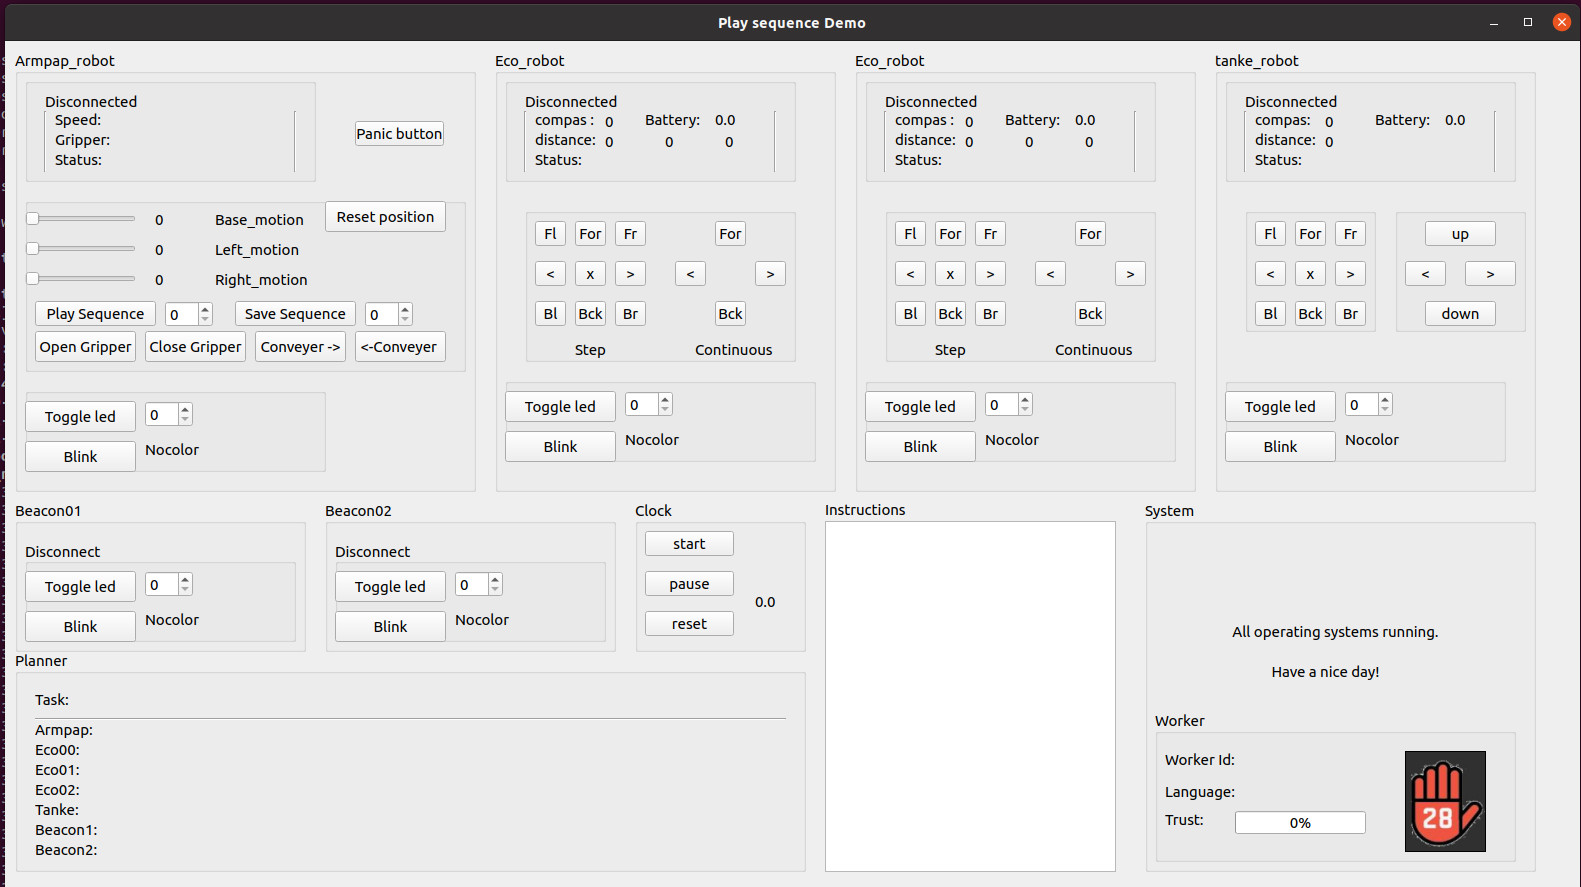 Play sequence Demo
Armpap_robot
Disconnected
Speed:
Gripper:
Status:
Panic button
0 Base_motion Reset position
0 Left_motion
0 Right_motion
Play Sequence 0 Save Sequence 0
Open Gripper Close Gripper Conveyer -> <-Conveyer
Toggle led 0
Blink Nocolor
Eco_robot
Disconnected
compas : 0 Battery: 0.0
distance: 0 0 0
Status:
Fl For Fr For
< x > < >
Bl Bck Br Bck
Step Continuous
Toggle led 0
Blink Nocolor
Eco_robot
Disconnected
compas : 0 Battery: 0.0
distance: 0 0 0
Status:
Fl For Fr For
< x > < >
Bl Bck Br Bck
Step Continuous
Toggle led 0
Blink Nocolor
tanke_robot
Disconnected
compas: 0 Battery: 0.0
distance: 0
Status:
Fl For Fr up
< x > < >
Bl Bck Br down
Toggle led 0
Blink Nocolor
Beacon01
Disconnect
Toggle led 0
Blink Nocolor
Beacon02
Disconnect
Toggle led 0
Blink Nocolor
Clock
start
pause
0.0
reset
Instructions
System
All operating systems running.
Have a nice day!
Planner
Task:
Armpap:
Eco00:
Eco01:
Eco02:
Tanke:
Beacon1:
Beacon2:
Worker
Worker Id:
Language:
Trust: 0%
28